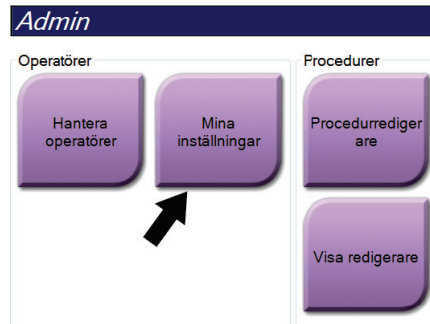 Admin
Operatörer
Procedurer
Hantera
operatörer
Mina
inställningar
Procedurrediger
are
Visa redigerare